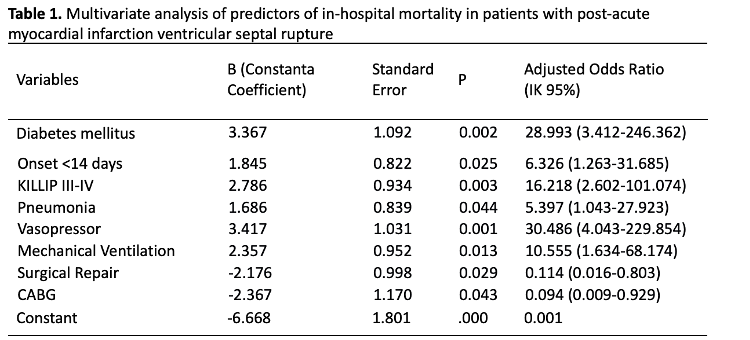 Table 1. Multivariate analysis of predictors of in-hospital mortality in patients with post-acute
myocardial infarction ventricular septal rupture
Variables B (Constanta Coefficient) Standard Error P Adjusted Odds Ratio (IK 95%)
Diabetes mellitus 3.367 1.092 0.002 28.993 (3.412-246.362)
Onset <14 days 1.845 0.822 0.025 6.326 (1.263-31.685)
KILLIP III-IV 2.786 0.934 0.003 16.218 (2.602-101.074)
Pneumonia 1.686 0.839 0.044 5.397 (1.043-27.923)
Vasopressor 3.417 1.031 0.001 30.486 (4.043-229.854)
Mechanical Ventilation 2.357 0.952 0.013 10.555 (1.634-68.174)
Surgical Repair -2.176 0.998 0.029 0.114 (0.016-0.803)
CABG -2.367 1.170 0.043 0.094 (0.009-0.929)
Constant -6.668 1.801 .000 0.001